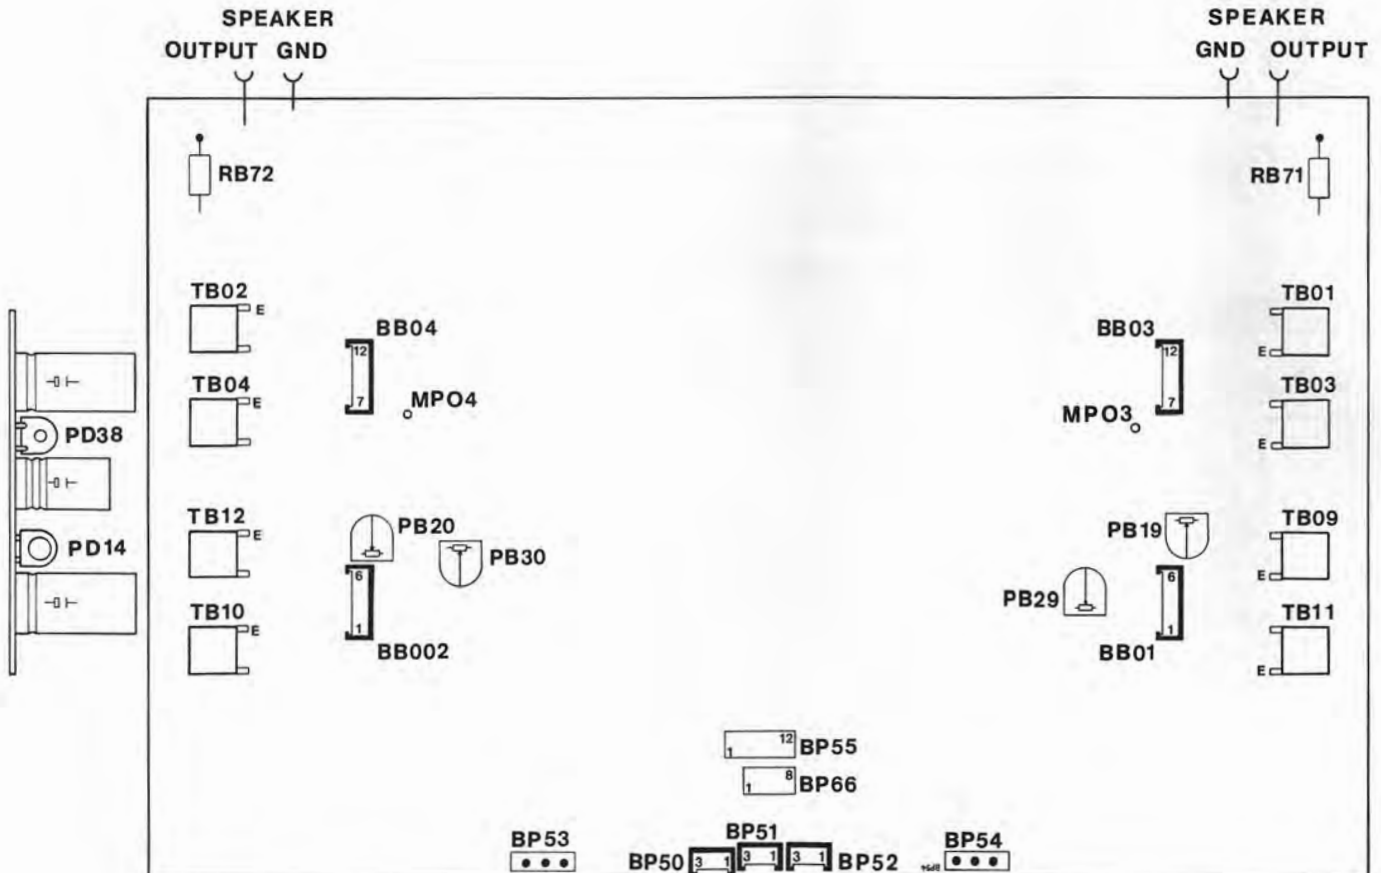 SPEAKER
OUTPUT GND
SPEAKER
GND OUTPUT
RB72
RB71
TB02
E
BB04
12
7
TB04
E
MPO4
PD38
TB12
E
PB20
PB30
PD14
6
1
TB10
E
BB002
TB01
E
BB03
12
7
TB03
E
MPO3
TB09
E
PB19
PB29
6
1
TB11
E
BB01
1 12 BP55
1 8 BP66
BP53
BP51
BP54
BP50 3 1
3 1
3 1 BP52
BP54